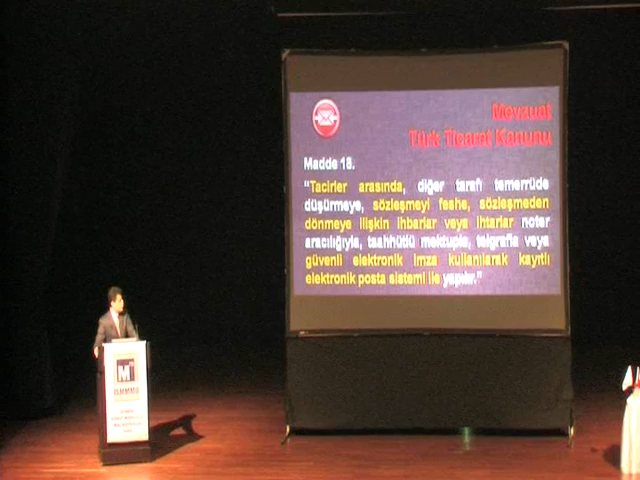 Mevzuat
Türk Ticaret Kanunu
Madde 18.
“Tacirler arasında, diğer tarafı temerrüde
düşürmeye, sözleşmeyi feshe, sözleşmeden
dönmeye ilişkin ihbarlar veya ihtarlar noter
aracılığıyla, taahhütlü mektupla, telgrafla veya
güvenli elektronik imza kullanılarak kayıtlı
elektronik posta sistemi ile yapılır.”
M